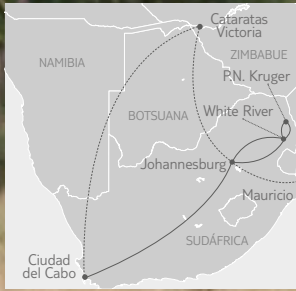 Cataratas
Victoria
NAMIBIA
ZIMBABUE
P.N. Kruger
BOTSUANA
White River
Johannesburg
Mauricio
SUDÁFRICA
Ciudad
del Cabo